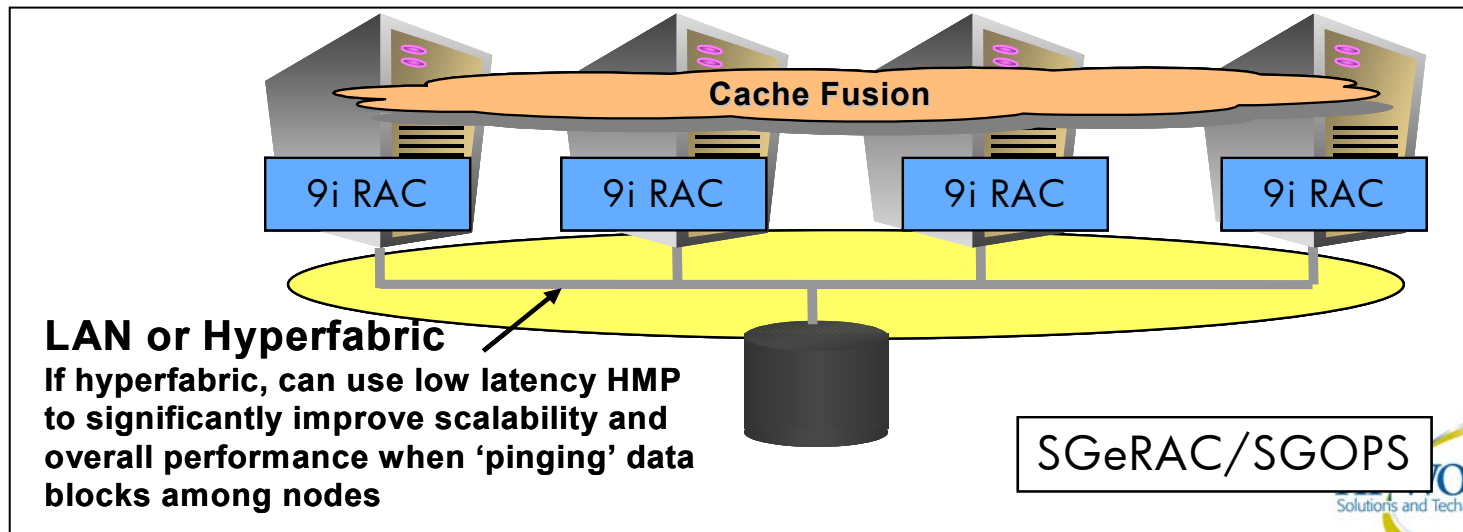 Cache Fusion
9i RAC
9i RAC
9i RAC
9i RAC
LAN or Hyperfabric
If hyperfabric, can use low latency HMP
to significantly improve scalability and
overall performance when ‘pinging’ data
blocks among nodes
SGeRAC/SGOPS
Solutions and